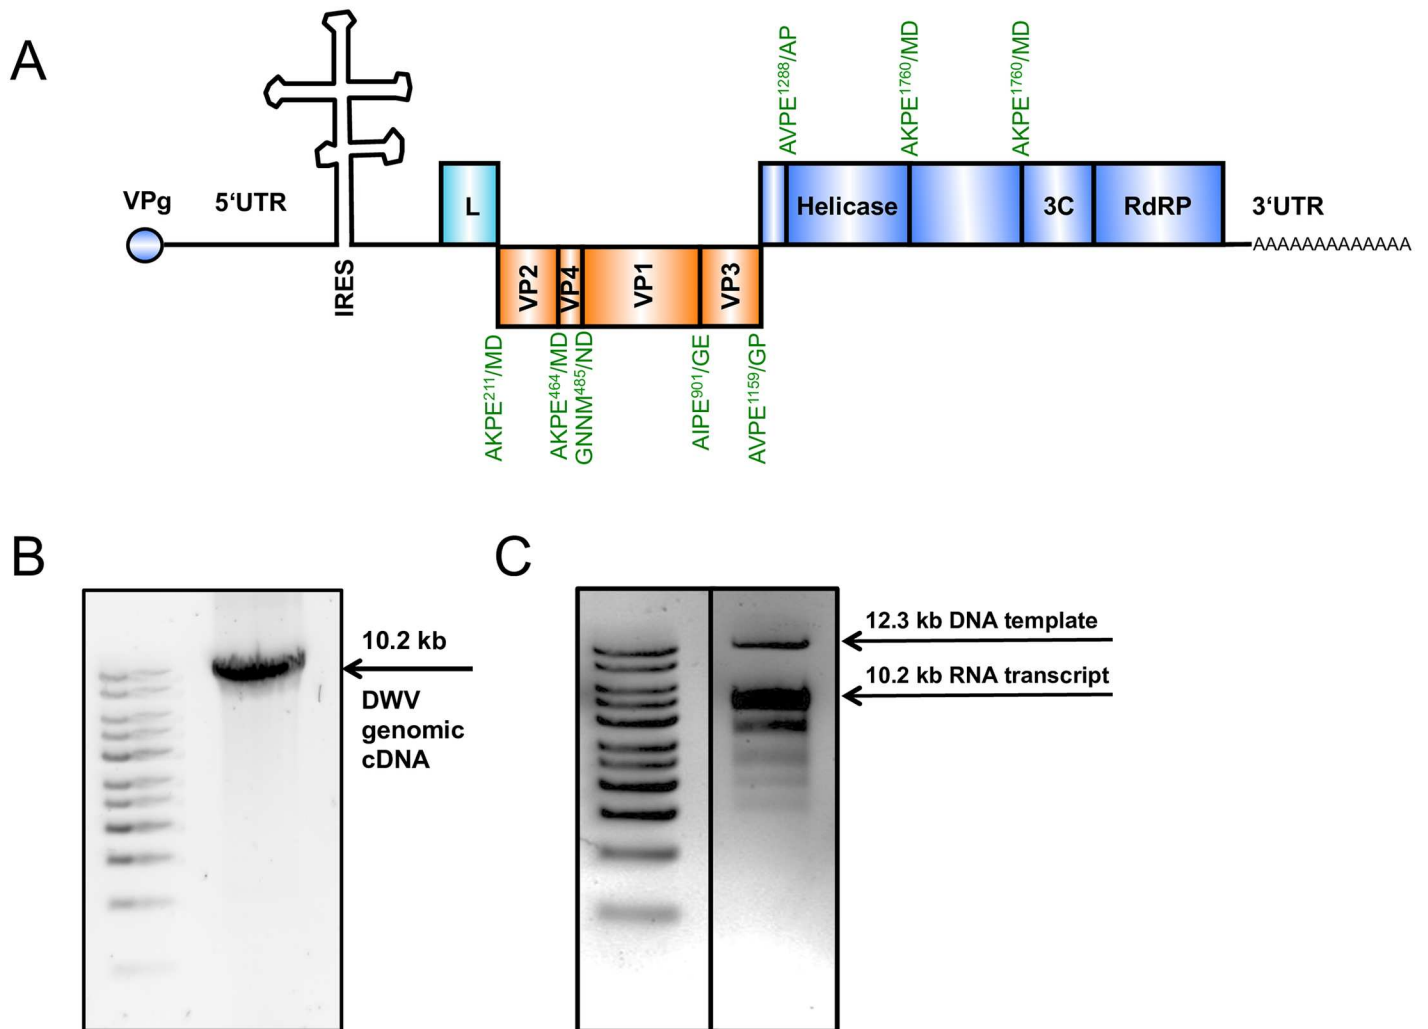 A
AVPE¹²⁸⁸/AP
AKPE¹⁷⁶⁰/MD
AKPE¹⁷⁶⁰/MD
VPg
5‘UTR
IRES
L
Helicase
3C
RdRP
3‘UTR
AAAAAAAAAAAAA
VP2
VP4
VP1
VP3
AKPE²¹¹/MD
AKPE⁴⁶⁴/MD
GNNM⁴⁸⁵/ND
AIPE⁹⁰¹/GE
AVPE¹¹⁵⁹/GP
B
10.2 kb
DWV
genomic
cDNA
C
12.3 kb DNA template
10.2 kb RNA transcript